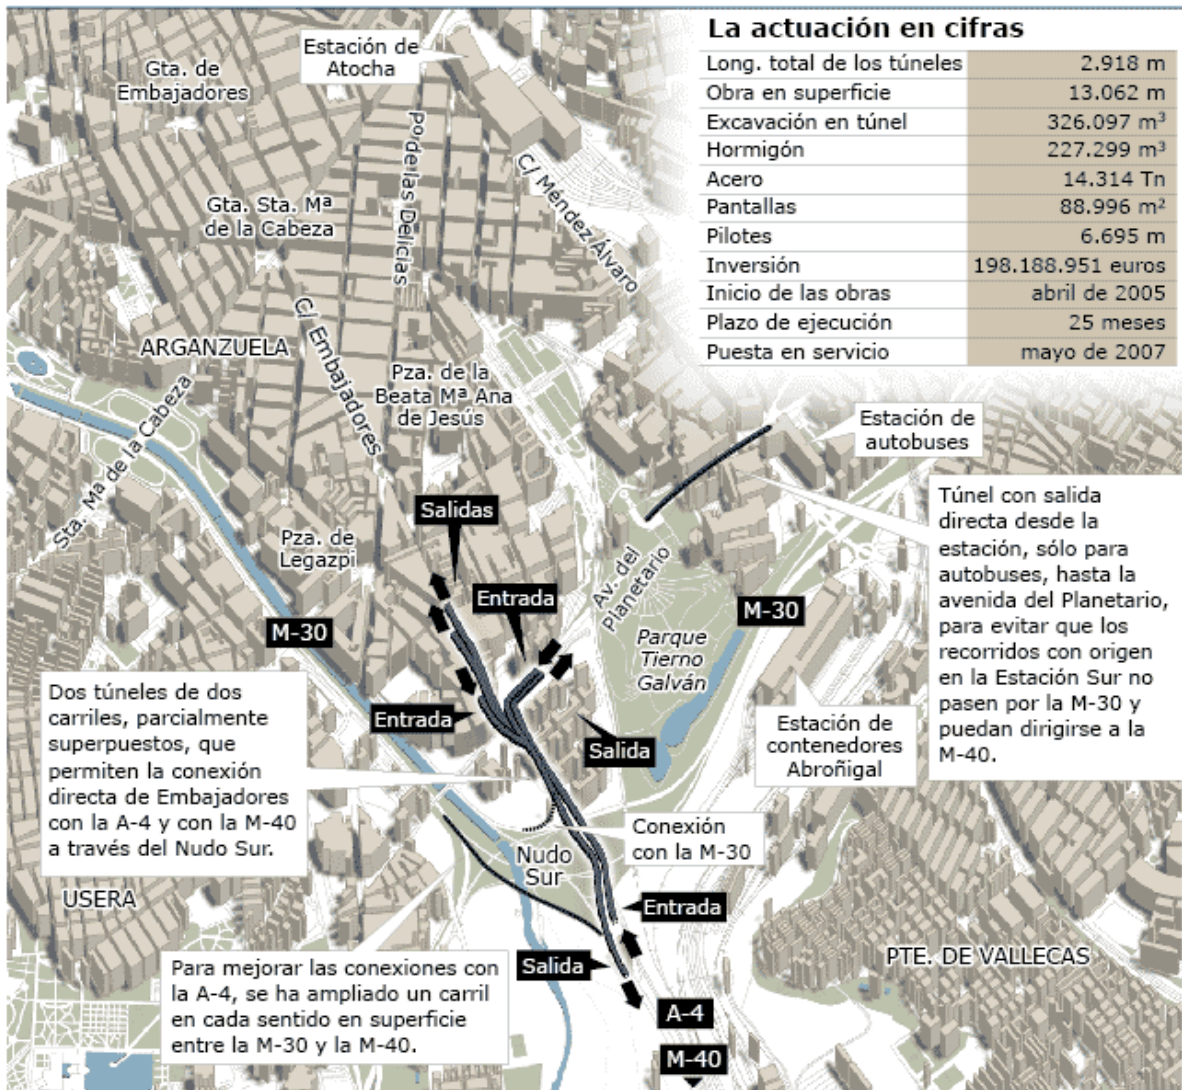 La actuación en cifras
Long. total de los túneles 2.918 m
Obra en superficie 13.062 m
Excavación en túnel 326.097 m³
Hormigón 227.299 m³
Acero 14.314 Tn
Pantallas 88.996 m²
Pilotes 6.695 m
Inversión 198.188.951 euros
Inicio de las obras abril de 2005
Plazo de ejecución 25 meses
Puesta en servicio mayo de 2007
Estación de
Atocha
Gta. de
Embajadores
Pº de las Delicias
C/ Méndez Álvaro
Gta. Sta. Mª
de la Cabeza
C/ Embajadores
ARGANZUELA
Pza. de la
Beata Mª Ana
de Jesús
Sta. Mª de la Cabeza
Estación de
autobuses
Túnel con salida
directa desde la
estación, sólo para
autobuses, hasta la
avenida del Planetario,
para evitar que los
recorridos con origen
en la Estación Sur no
pasen por la M-30 y
puedan dirigirse a la
M-40.
Salidas
Pza. de
Legazpi
Entrada
Av. del
Planetario
M-30
M-30
Parque
Tierno
Galván
Dos túneles de dos
carriles, parcialmente
superpuestos, que
permiten la conexión
directa de Embajadores
con la A-4 y con la M-40
a través del Nudo Sur.
Entrada
Salida
Estación de
contenedores
Abroñigal
Conexión
con la M-30
Nudo
Sur
USERA
Entrada
Salida
PTE. DE VALLECAS
Para mejorar las conexiones con
la A-4, se ha ampliado un carril
en cada sentido en superficie
entre la M-30 y la M-40.
A-4
M-40